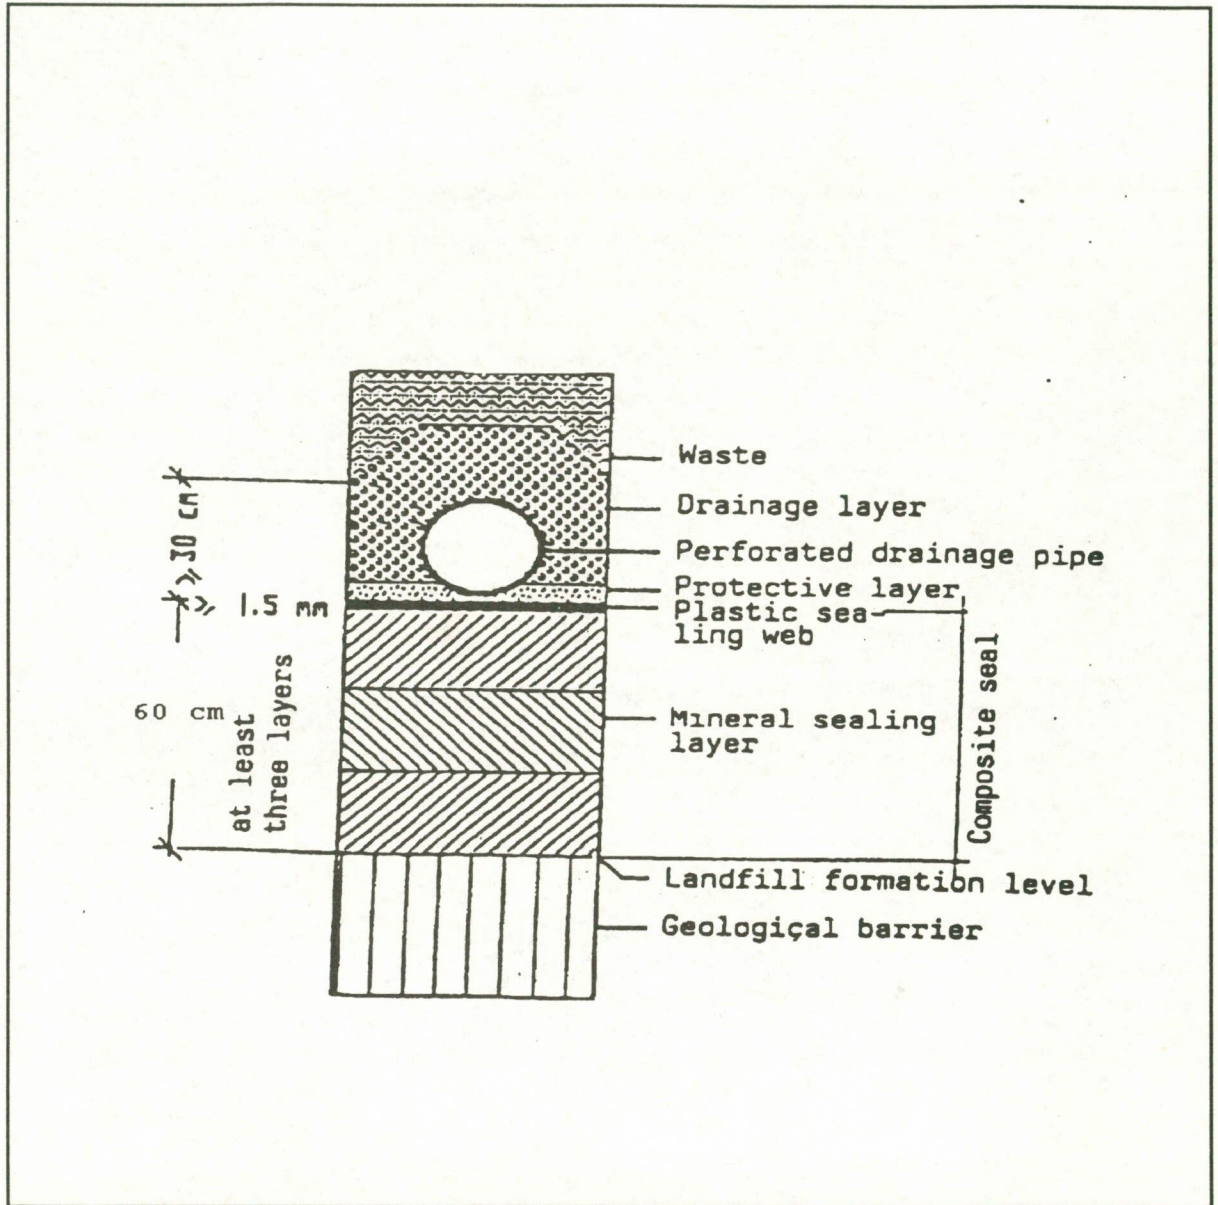 Waste
Drainage layer
Perforated drainage pipe
Protective layer
Plastic sea-
ling web
Mineral sealing
layer
Landfill formation level
Geological barrier
Composite seal
⩾ 30 cm
⩾ 1.5 mm
60 cm
at least
three layers